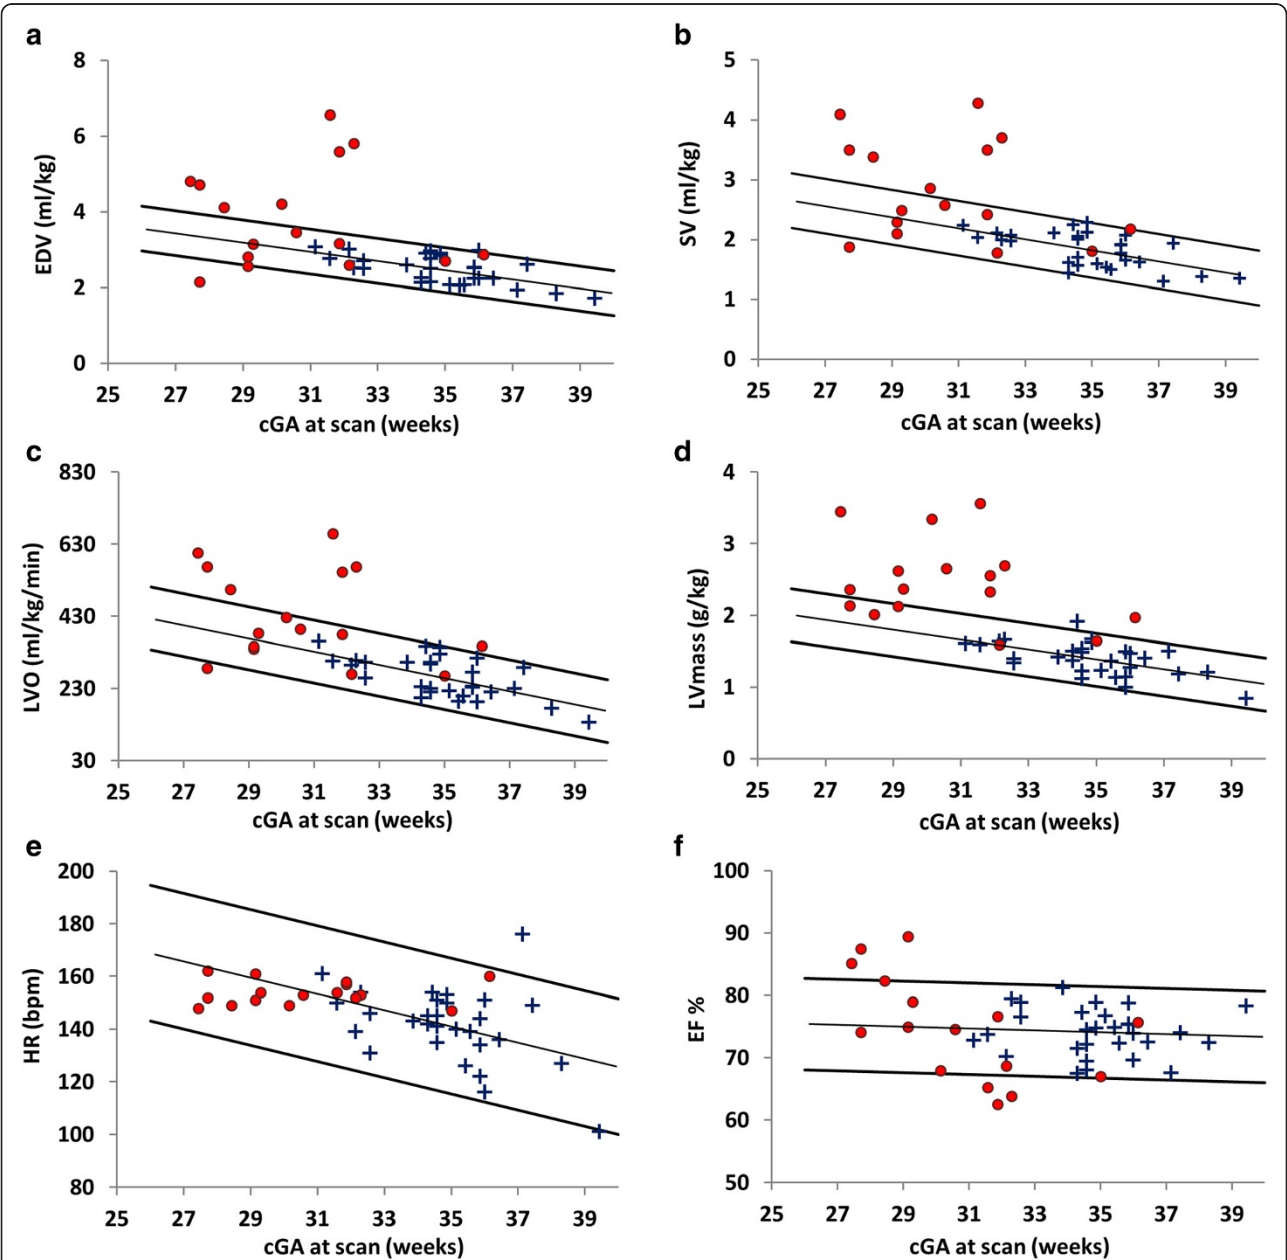 a
8
6
4
2
0
EDV (ml/kg)
25 27 29 31 33 35 37 39
cGA at scan (weeks)
b
5
4
3
2
1
0
SV (ml/kg)
25 27 29 31 33 35 37 39
cGA at scan (weeks)
c
830
630
430
230
30
LVO (ml/kg/min)
25 27 29 31 33 35 37 39
cGA at scan (weeks)
d
4
3
2
1
0
LVmass (g/kg)
25 27 29 31 33 35 37 39
cGA at scan (weeks)
e
200
180
160
140
120
100
80
HR (bpm)
25 27 29 31 33 35 37 39
cGA at scan (weeks)
f
100
90
80
70
60
50
EF %
25 27 29 31 33 35 37 39
cGA at scan (weeks)